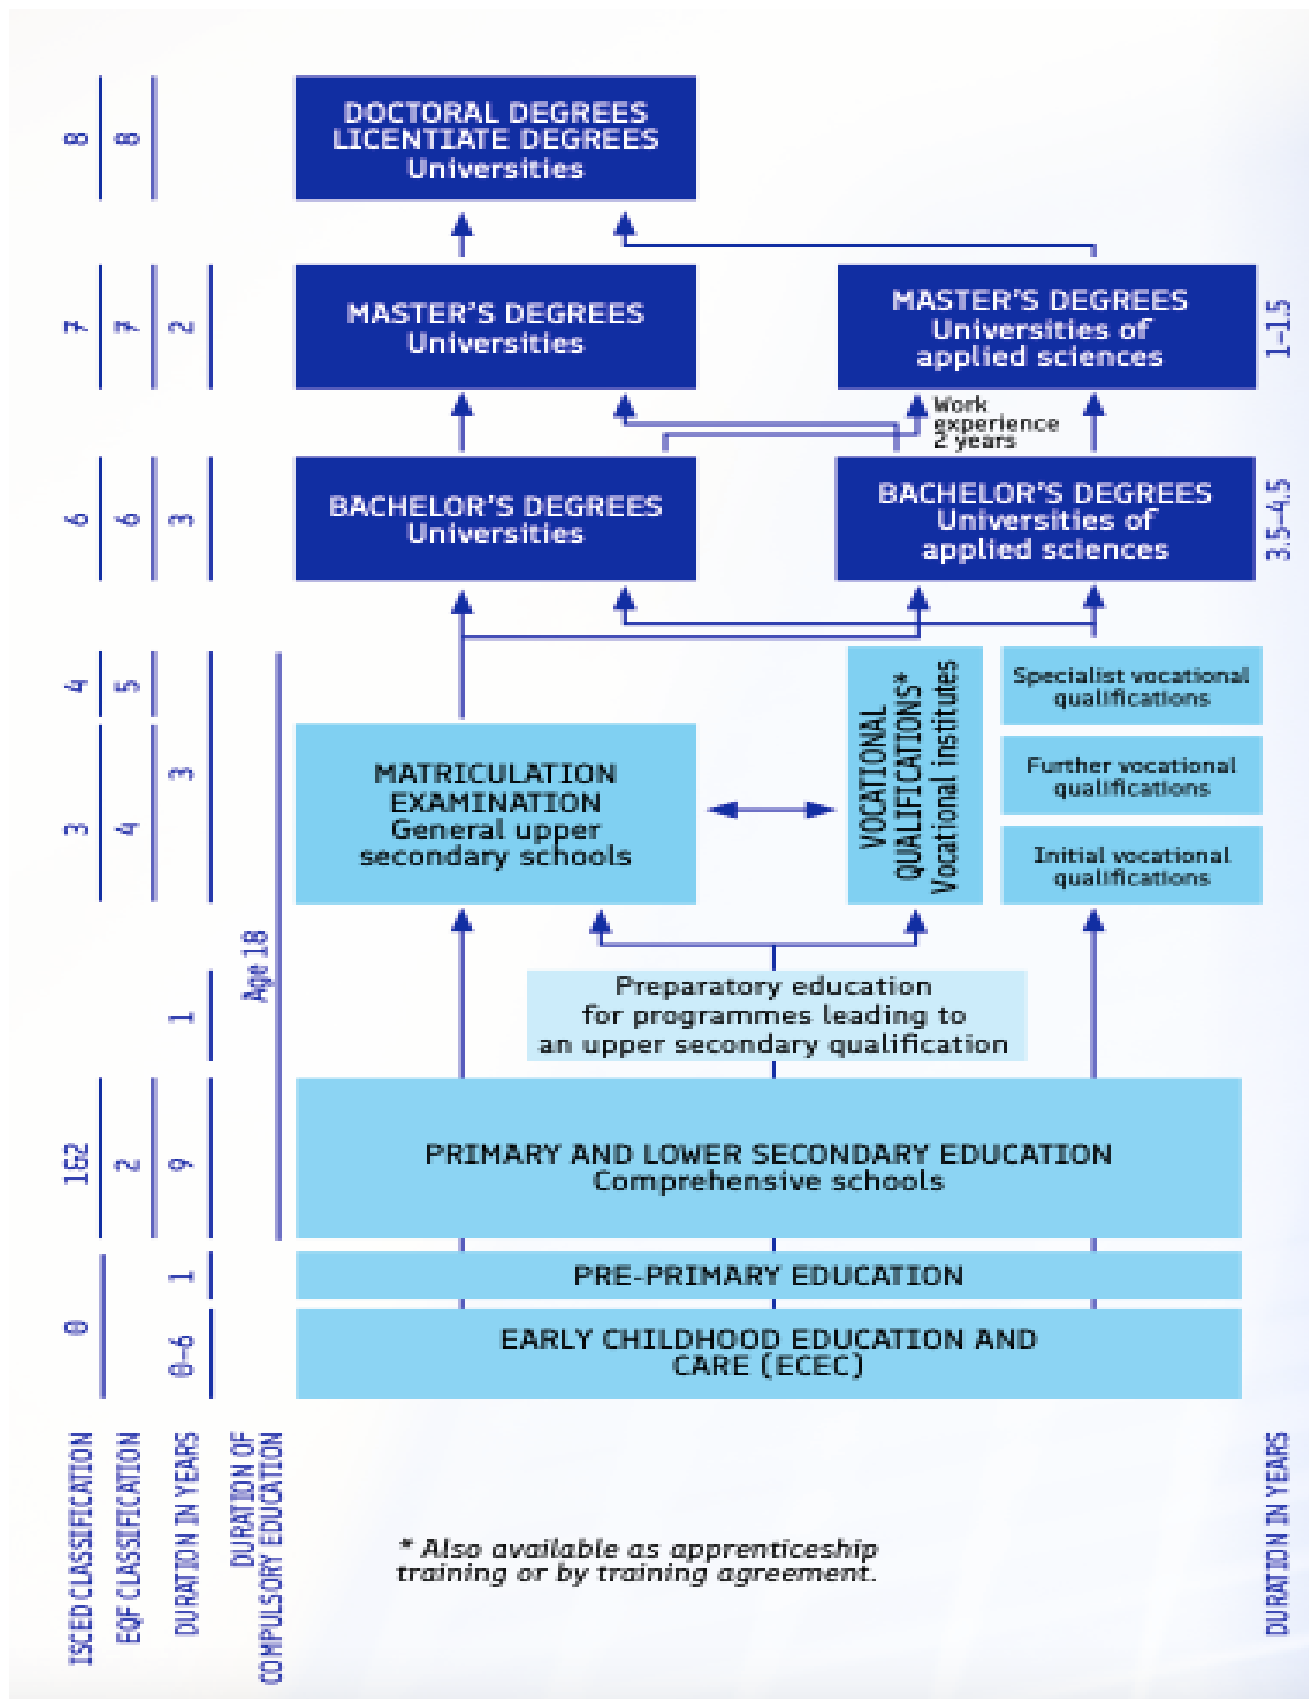 8
8
DOCTORAL DEGREES
LICENTIATE DEGREES
Universities
7
7
2
MASTER'S DEGREES
Universities
MASTER'S DEGREES
Universities of
applied sciences
1–1.5
Work
experience
2 years
6
6
3
BACHELOR'S DEGREES
Universities
BACHELOR'S DEGREES
Universities of
applied sciences
3.5–4.5
4
5
3
3
4
MATRICULATION
EXAMINATION
General upper
secondary schools
VOCATIONAL
QUALIFICATIONS*
Vocational institutes
Specialist vocational
qualifications
Further vocational
qualifications
Initial vocational
qualifications
Age 18
1
Preparatory education
for programmes leading to
an upper secondary qualification
1&2
2
9
PRIMARY AND LOWER SECONDARY EDUCATION
Comprehensive schools
0
1
PRE-PRIMARY EDUCATION
0–6
EARLY CHILDHOOD EDUCATION AND
CARE (ECEC)
ISCED CLASSIFICATION
EQF CLASSIFICATION
DURATION IN YEARS
DURATION OF
COMPULSORY EDUCATION
DURATION IN YEARS
* Also available as apprenticeship
training or by training agreement.